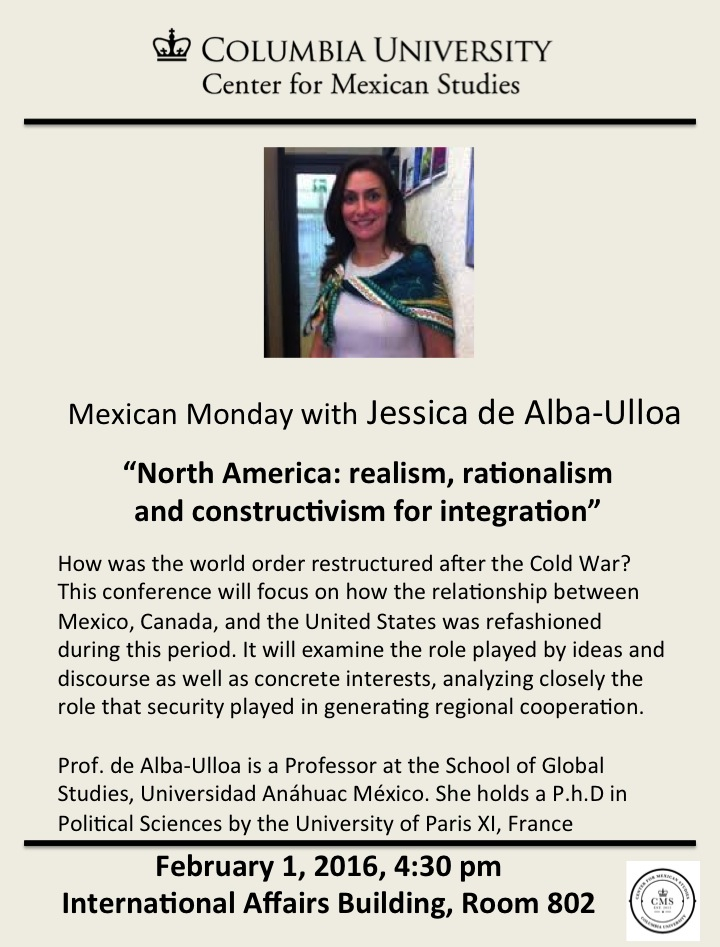 COLUMBIA UNIVERSITY
Center for Mexican Studies
Mexican Monday with Jessica de Alba-Ulloa
“North America: realism, rationalism
and constructivism for integration”
How was the world order restructured after the Cold War?
This conference will focus on how the relationship between
Mexico, Canada, and the United States was refashioned
during this period. It will examine the role played by ideas and
discourse as well as concrete interests, analyzing closely the
role that security played in generating regional cooperation.
Prof. de Alba-Ulloa is a Professor at the School of Global
Studies, Universidad Anáhuac México. She holds a P.h.D in
Political Sciences by the University of Paris XI, France
February 1, 2016, 4:30 pm
International Affairs Building, Room 802
CENTER FOR MEXICAN STUDIES
CMS
COLUMBIA UNIVERSITY